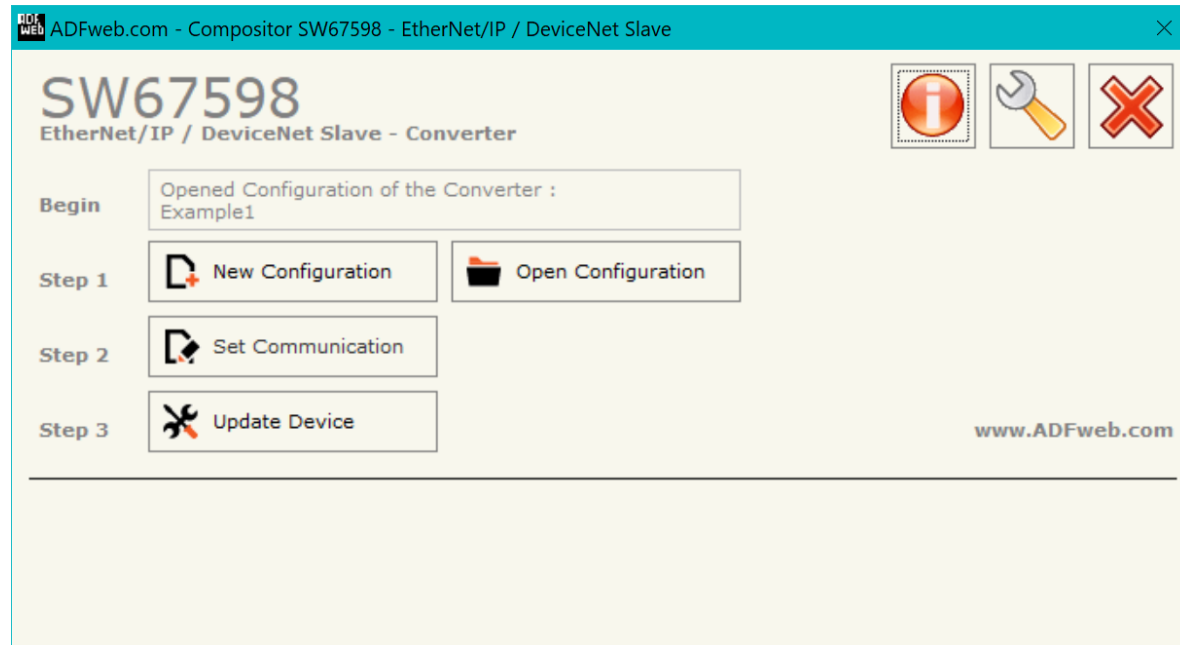 ADF
WEB
ADFweb.com - Compositor SW67598 - EtherNet/IP / DeviceNet Slave
SW67598
EtherNet/IP / DeviceNet Slave - Converter
Begin
Opened Configuration of the Converter :
Example1
Step 1
New Configuration
Open Configuration
Step 2
Set Communication
Step 3
Update Device
www.ADFweb.com